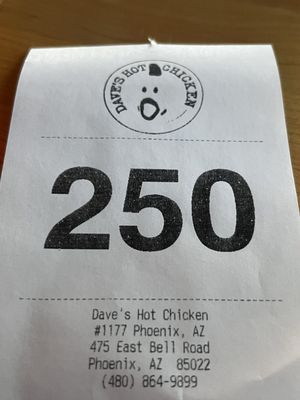 DAVE'S HOT CHICKEN
250
Dave's Hot Chicken
#1177 Phoenix, AZ
475 East Bell Road
Phoenix, AZ 85022
(480) 864-9899